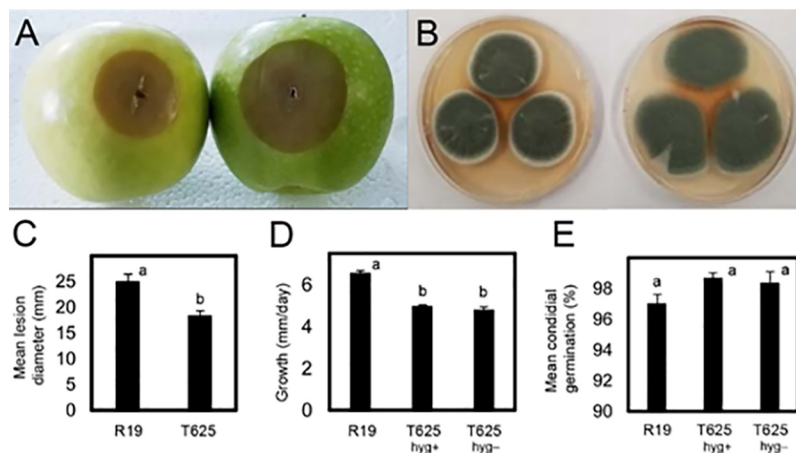 A
B
C
Mean lesion
diameter (mm)
25
20
15
10
5
0
a
b
R19
T625
D
Growth (mm/day)
6
4
2
0
a
b
b
R19
T625
hyg+
T625
hyg–
E
Mean condidial
germination (%)
98
96
94
92
90
a
a
a
R19
T625
hyg+
T625
hyg–